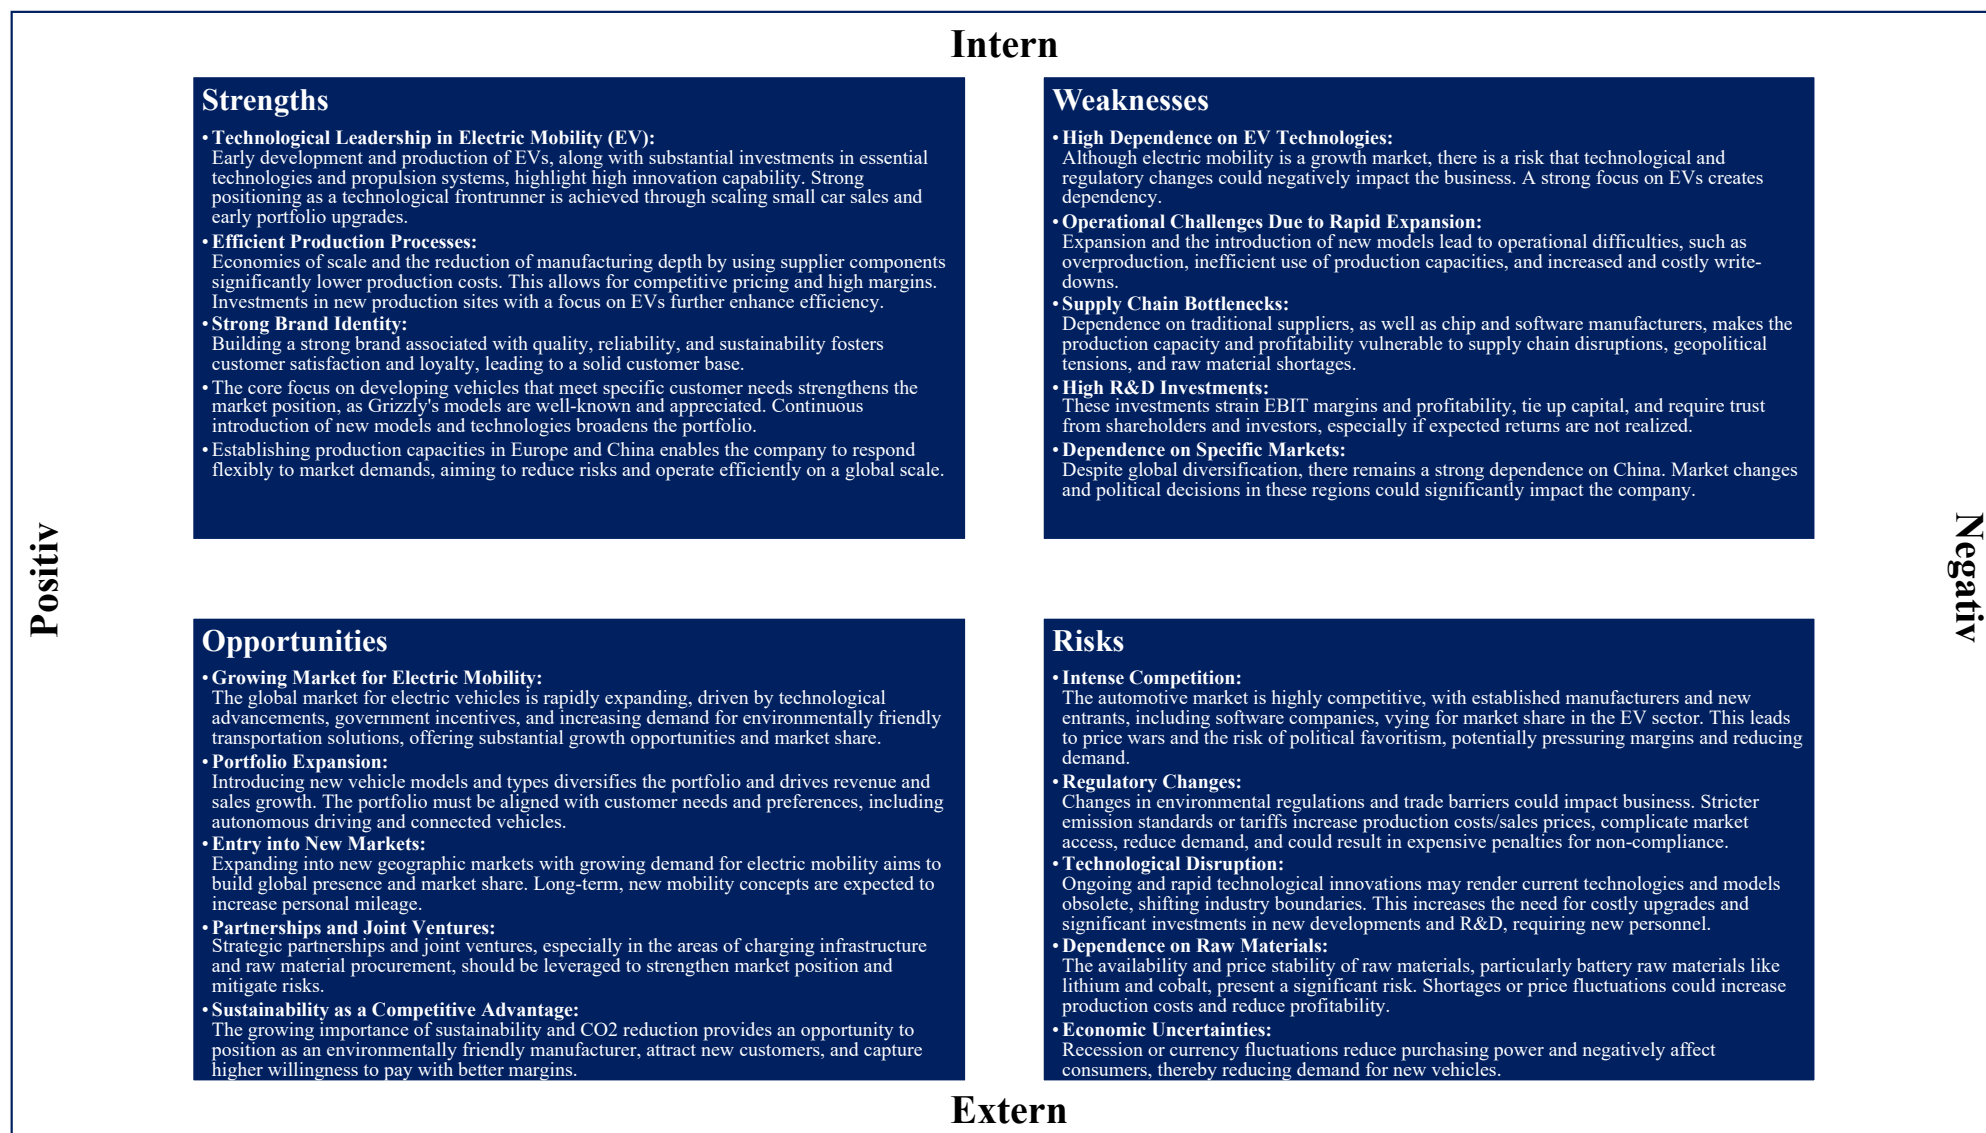 Intern
Strengths
• Technological Leadership in Electric Mobility (EV):
Early development and production of EVs, along with substantial investments in essential
technologies and propulsion systems, highlight high innovation capability. Strong
positioning as a technological frontrunner is achieved through scaling small car sales and
early portfolio upgrades.
• Efficient Production Processes:
Economies of scale and the reduction of manufacturing depth by using supplier components
significantly lower production costs. This allows for competitive pricing and high margins.
Investments in new production sites with a focus on EVs further enhance efficiency.
• Strong Brand Identity:
Building a strong brand associated with quality, reliability, and sustainability fosters
customer satisfaction and loyalty, leading to a solid customer base.
• The core focus on developing vehicles that meet specific customer needs strengthens the
market position, as Grizzly's models are well-known and appreciated. Continuous
introduction of new models and technologies broadens the portfolio.
• Establishing production capacities in Europe and China enables the company to respond
flexibly to market demands, aiming to reduce risks and operate efficiently on a global scale.
Weaknesses
• High Dependence on EV Technologies:
Although electric mobility is a growth market, there is a risk that technological and
regulatory changes could negatively impact the business. A strong focus on EVs creates
dependency.
• Operational Challenges Due to Rapid Expansion:
Expansion and the introduction of new models lead to operational difficulties, such as
overproduction, inefficient use of production capacities, and increased and costly write-
downs.
• Supply Chain Bottlenecks:
Dependence on traditional suppliers, as well as chip and software manufacturers, makes the
production capacity and profitability vulnerable to supply chain disruptions, geopolitical
tensions, and raw material shortages.
• High R&D Investments:
These investments strain EBIT margins and profitability, tie up capital, and require trust
from shareholders and investors, especially if expected returns are not realized.
• Dependence on Specific Markets:
Despite global diversification, there remains a strong dependence on China. Market changes
and political decisions in these regions could significantly impact the company.
Positiv
Negativ
Opportunities
• Growing Market for Electric Mobility:
The global market for electric vehicles is rapidly expanding, driven by technological
advancements, government incentives, and increasing demand for environmentally friendly
transportation solutions, offering substantial growth opportunities and market share.
• Portfolio Expansion:
Introducing new vehicle models and types diversifies the portfolio and drives revenue and
sales growth. The portfolio must be aligned with customer needs and preferences, including
autonomous driving and connected vehicles.
• Entry into New Markets:
Expanding into new geographic markets with growing demand for electric mobility aims to
build global presence and market share. Long-term, new mobility concepts are expected to
increase personal mileage.
• Partnerships and Joint Ventures:
Strategic partnerships and joint ventures, especially in the areas of charging infrastructure
and raw material procurement, should be leveraged to strengthen market position and
mitigate risks.
• Sustainability as a Competitive Advantage:
The growing importance of sustainability and CO2 reduction provides an opportunity to
position as an environmentally friendly manufacturer, attract new customers, and capture
higher willingness to pay with better margins.
Risks
• Intense Competition:
The automotive market is highly competitive, with established manufacturers and new
entrants, including software companies, vying for market share in the EV sector. This leads
to price wars and the risk of political favoritism, potentially pressuring margins and reducing
demand.
• Regulatory Changes:
Changes in environmental regulations and trade barriers could impact business. Stricter
emission standards or tariffs increase production costs/sales prices, complicate market
access, reduce demand, and could result in expensive penalties for non-compliance.
• Technological Disruption:
Ongoing and rapid technological innovations may render current technologies and models
obsolete, shifting industry boundaries. This increases the need for costly upgrades and
significant investments in new developments and R&D, requiring new personnel.
• Dependence on Raw Materials:
The availability and price stability of raw materials, particularly battery raw materials like
lithium and cobalt, present a significant risk. Shortages or price fluctuations could increase
production costs and reduce profitability.
• Economic Uncertainties:
Recession or currency fluctuations reduce purchasing power and negatively affect
consumers, thereby reducing demand for new vehicles.
Extern